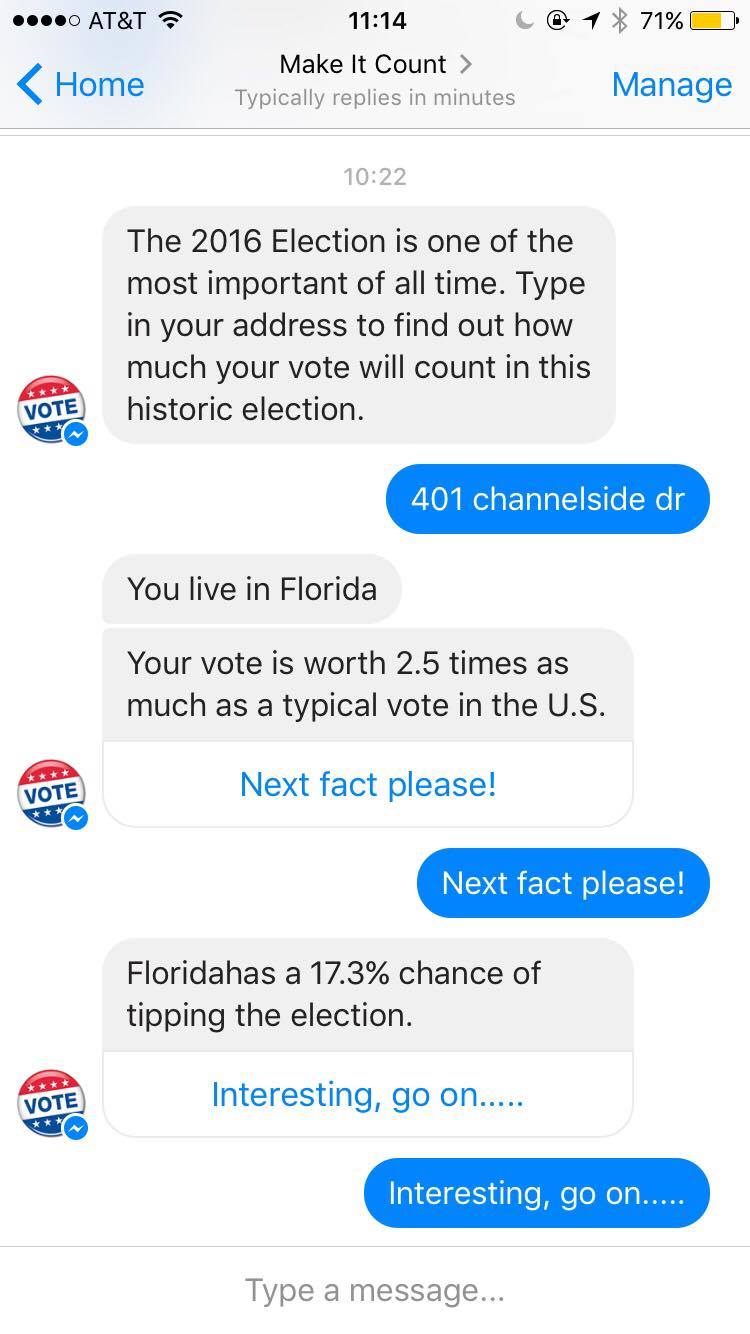 AT&T 11:14 71%
Home Make It Count Manage
Typically replies in minutes
10:22
The 2016 Election is one of the
most important of all time. Type
in your address to find out how
much your vote will count in this
historic election.
VOTE
401 channelside dr
You live in Florida
Your vote is worth 2.5 times as
much as a typical vote in the U.S.
Next fact please!
VOTE
Next fact please!
Floridahas a 17.3% chance of
tipping the election.
Interesting, go on.....
VOTE
Interesting, go on.....
Type a message...